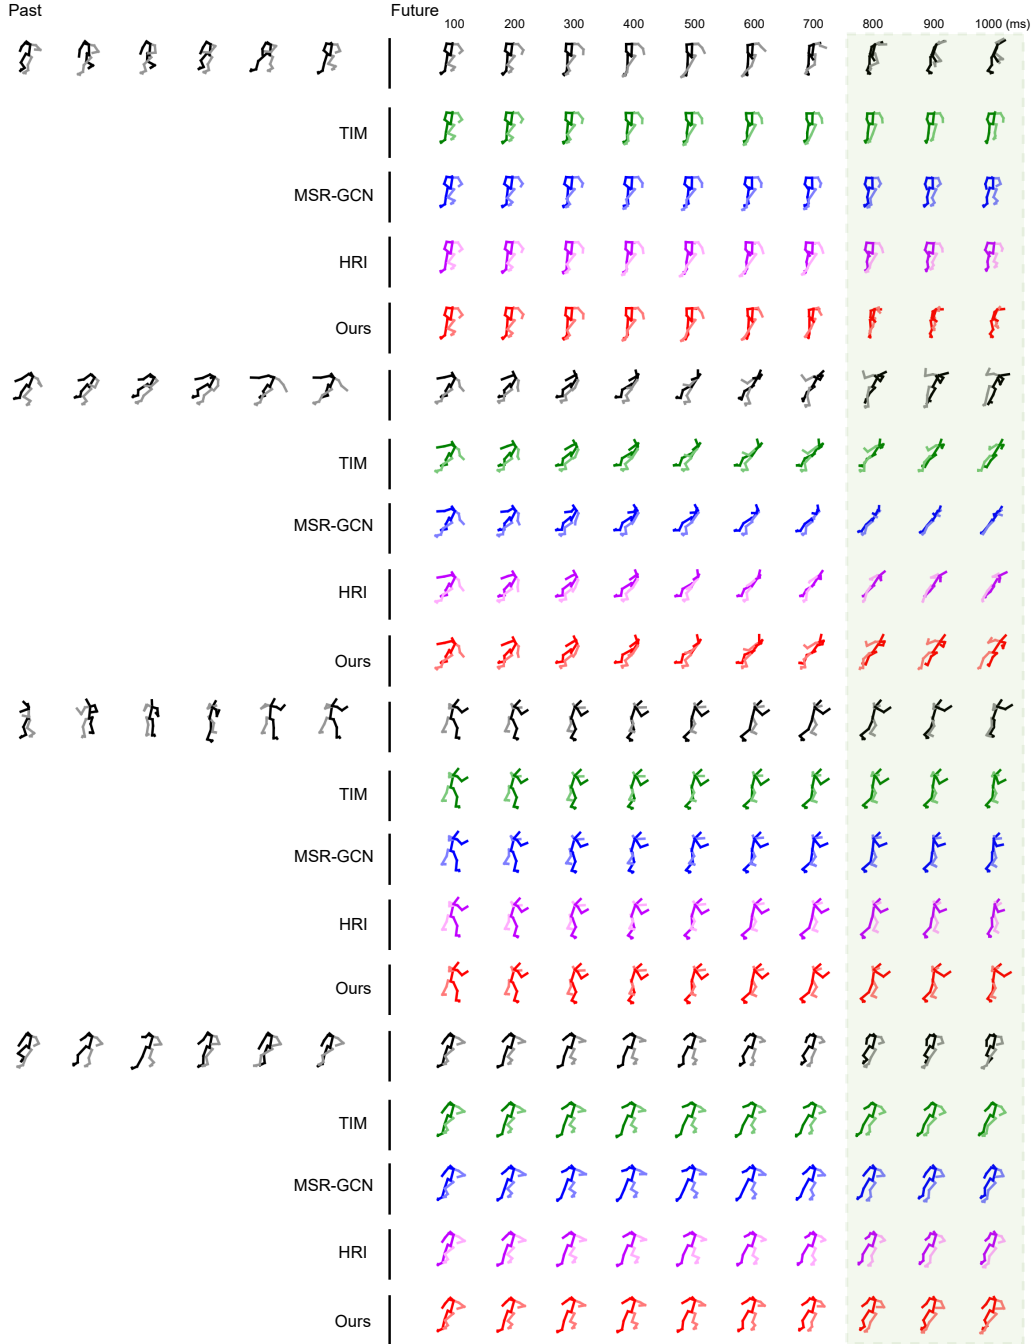 Past Future
100 200 300 400 500 600 700 800 900 1000 (ms)
TIM
MSR-GCN
HRI
Ours
TIM
MSR-GCN
HRI
Ours
TIM
MSR-GCN
HRI
Ours
TIM
MSR-GCN
HRI
Ours